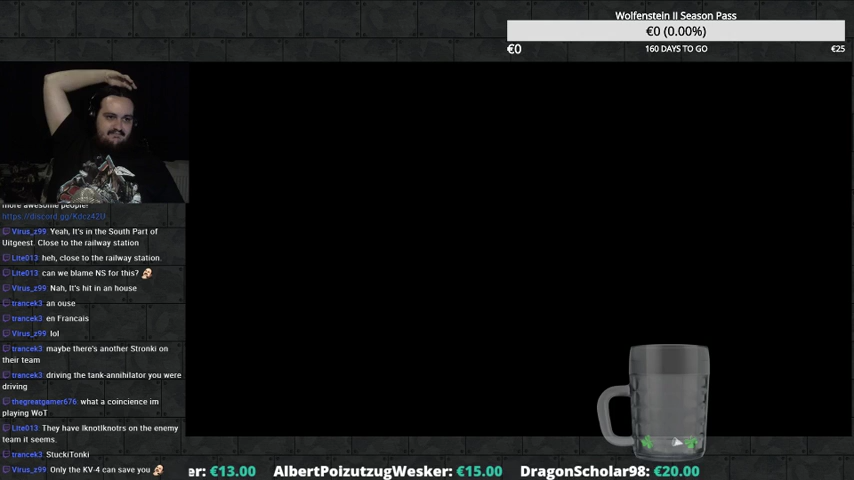 Wolfenstein II Season Pass
€0 (0.00%)
€0 160 DAYS TO GO €25
more awesome people?
https://discord.gg/Kdcz42U
Virus_z99 Yeah, It's in the South Part of
Uitgeest. Close to the railway station
Lite013 heh, close to the railway station.
Lite013 can we blame NS for this?
Virus_z99 Nah, It's hit in an house
trancek3 an ouse
trancek3 en Francais
Virus_z99 lol
trancek3 maybe there's another Stronki on
their team
trancek3 driving the tank-annihilator you were
driving
thegreatgamer676 what a coincience im
playing WoT
Lite013 They have Iknotlknotrs on the enemy
team it seems.
trancek3 StuckiTonki
Virus_z99 Only the KV-4 can save you
er: €13.00 AlbertPoizutzugWesker: €15.00 DragonScholar98: €20.00